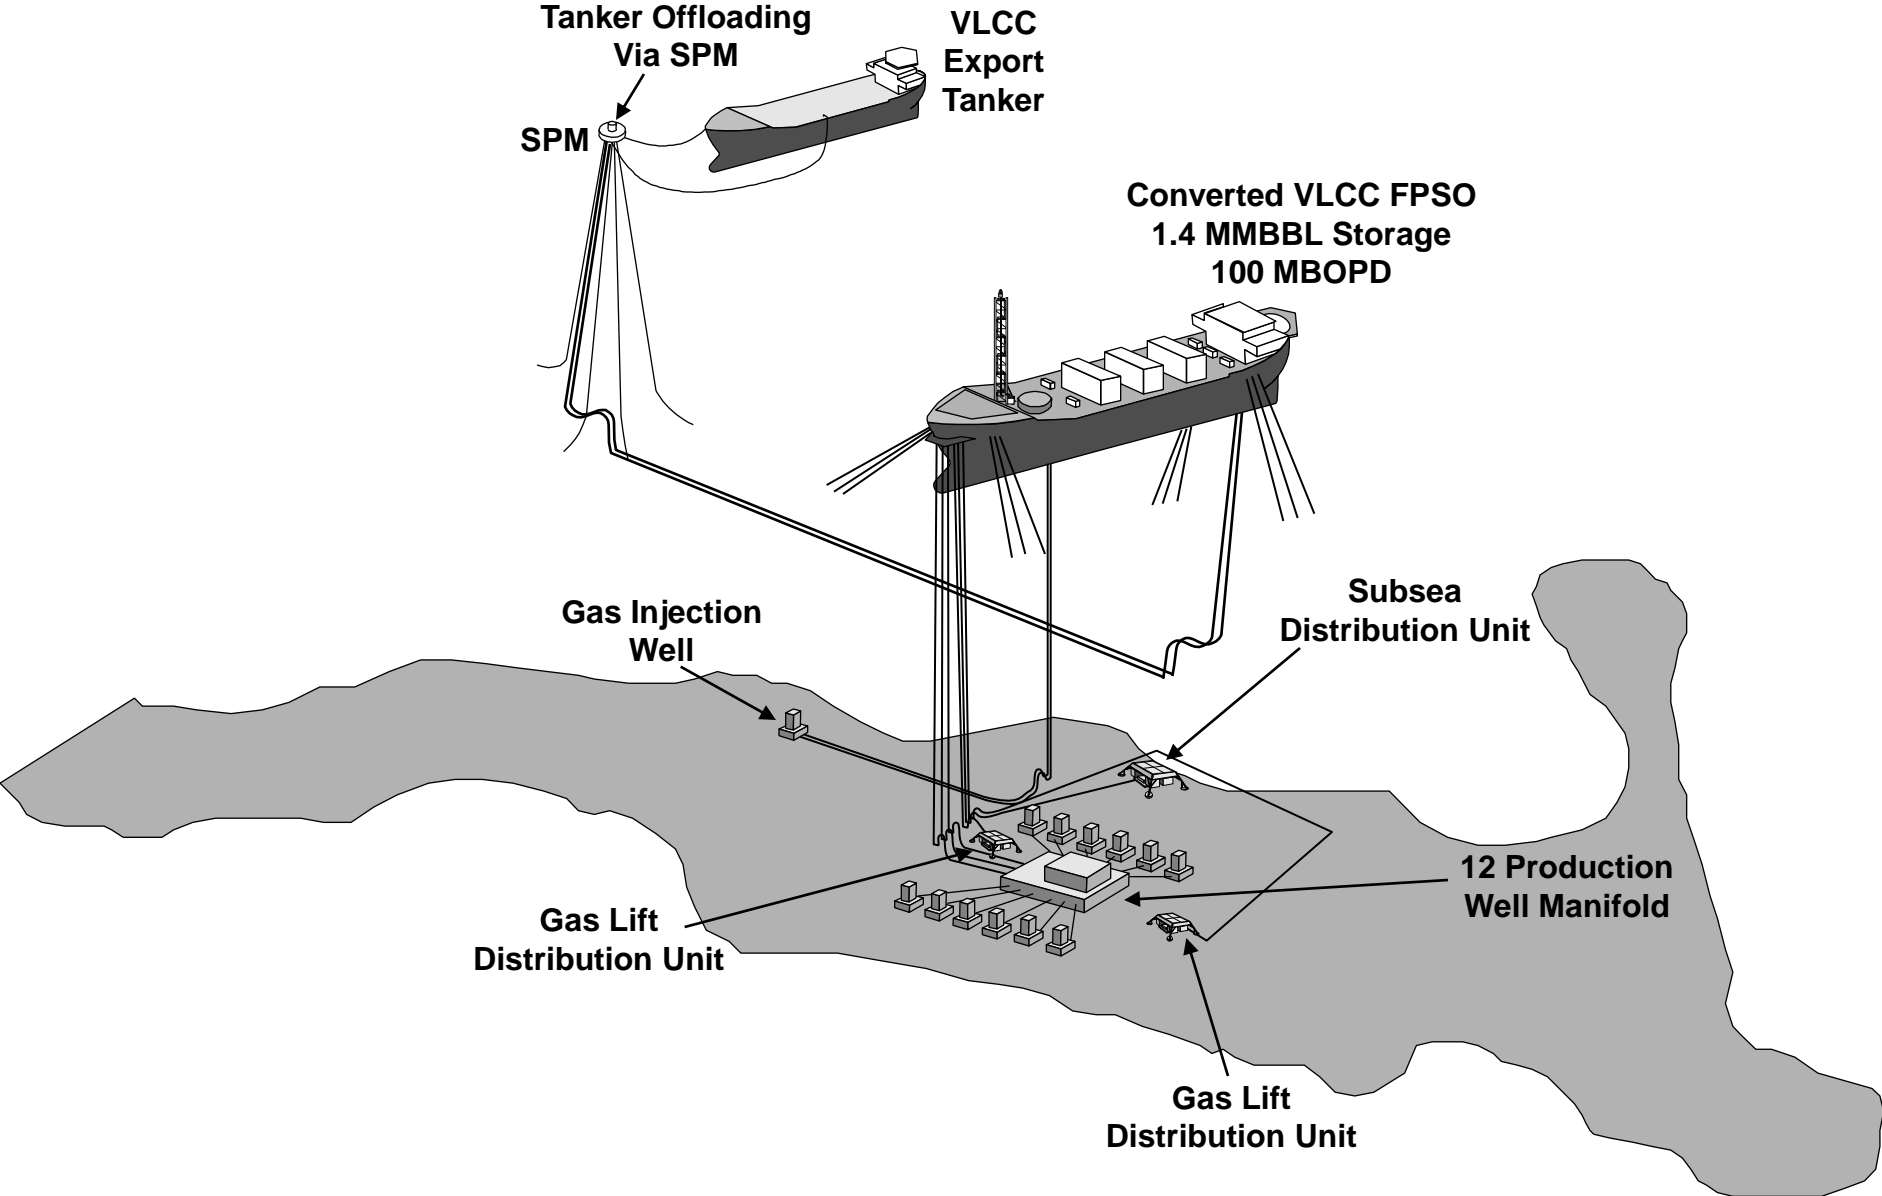 Tanker Offloading
Via SPM
VLCC
Export
Tanker
SPM
Converted VLCC FPSO
1.4 MMBBL Storage
100 MBOPD
Subsea
Distribution Unit
Gas Injection
Well
12 Production
Well Manifold
Gas Lift
Distribution Unit
Gas Lift
Distribution Unit